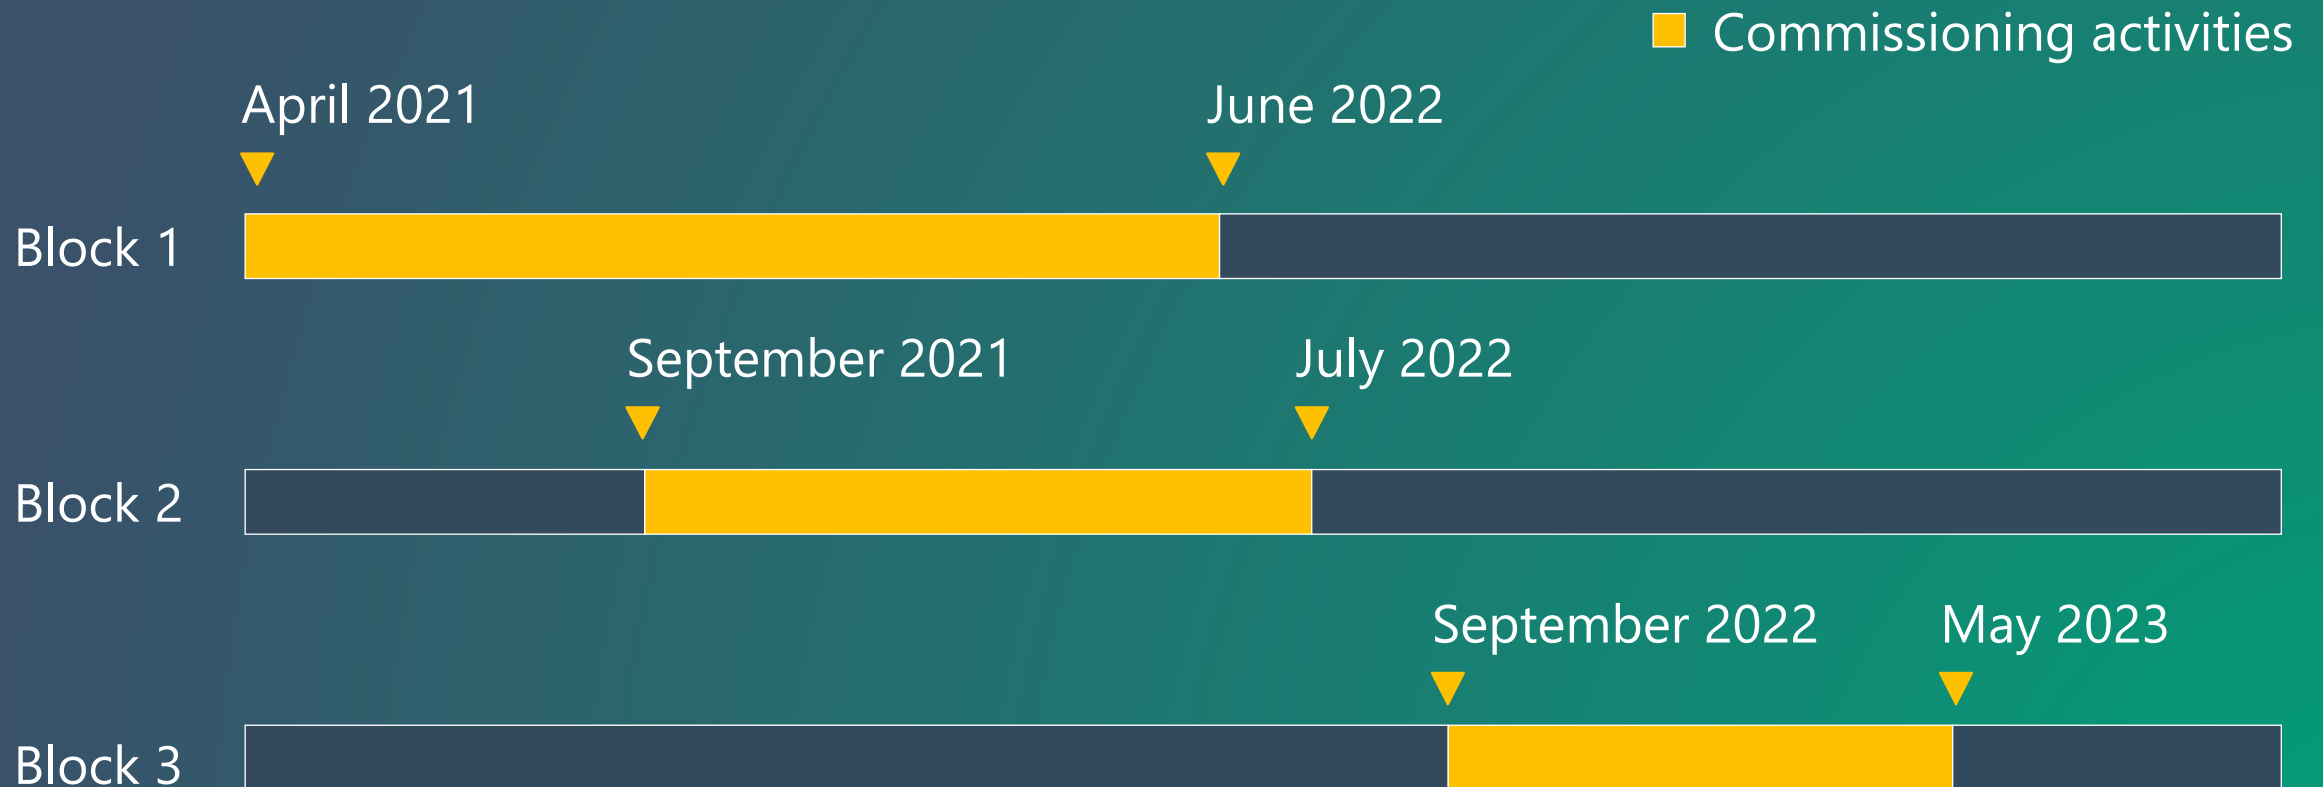 Commissioning activities
April 2021
June 2022
Block 1
September 2021
July 2022
Block 2
September 2022
May 2023
Block 3